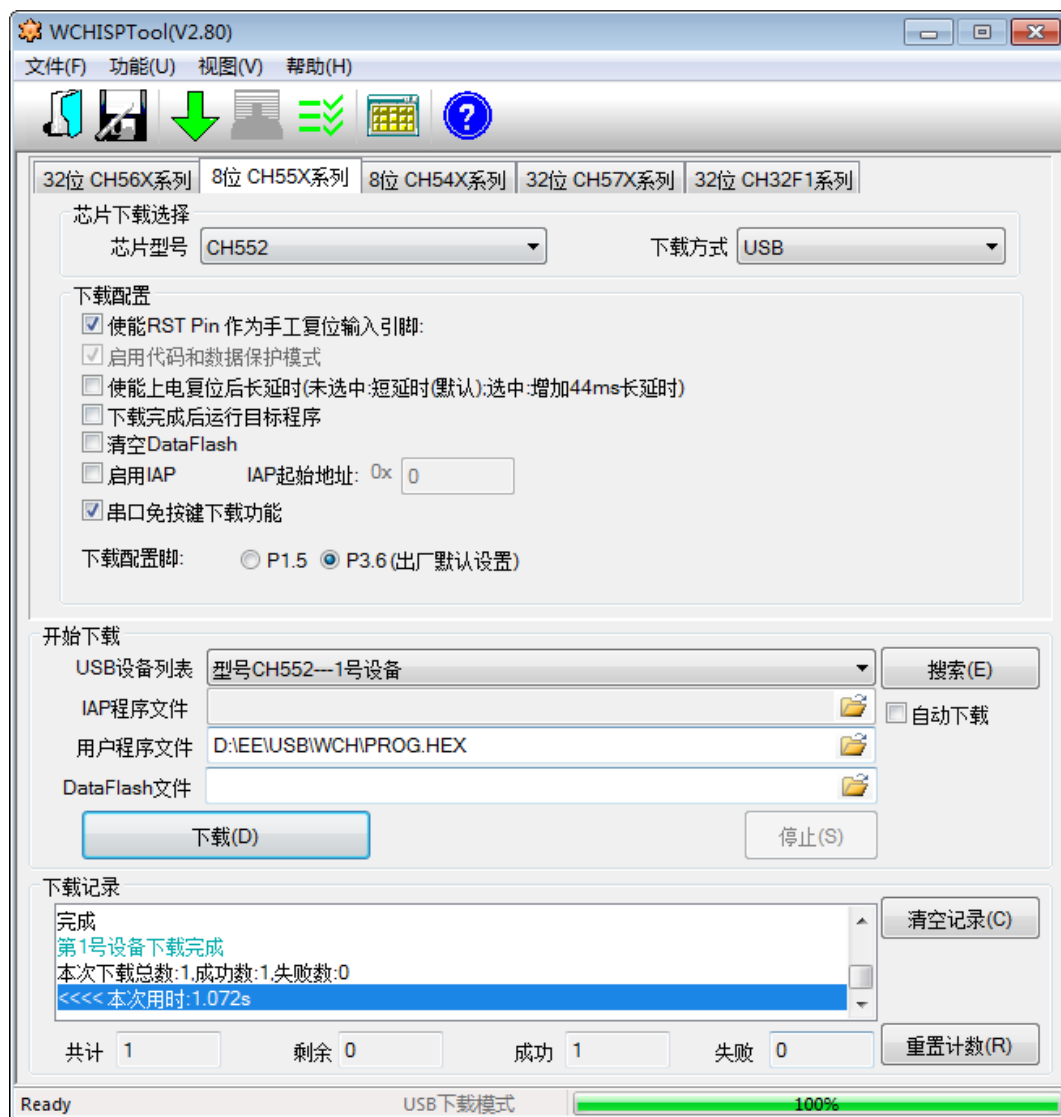 WCHISPTool(V2.80)
文件(F) 功能(U) 视图(V) 帮助(H)
32位 CH56X系列 8位 CH55X系列 8位 CH54X系列 32位 CH57X系列 32位 CH32F1系列
芯片下载选择
芯片型号 CH552 下载方式 USB
下载配置
使能RST Pin 作为手工复位输入引脚:
启用代码和数据保护模式
使能上电复位后长延时(未选中:短延时(默认);选中:增加44ms长延时)
下载完成后运行目标程序
清空DataFlash
启用IAP IAP起始地址: 0x 0
串口免按键下载功能
下载配置脚: P1.5 P3.6(出厂默认设置)
开始下载
USB设备列表 型号CH552---1号设备 搜索(E)
IAP程序文件 自动下载
用户程序文件 D:\EE\USB\WCH\PROG.HEX
DataFlash文件
下载(D) 停止(S)
下载记录
完成 清空记录(C)
第1号设备下载完成
本次下载总数:1,成功数:1,失败数:0
<<<< 本次用时:1.072s
共计 1 剩余 0 成功 1 失败 0 重置计数(R)
Ready USB下载模式 100%